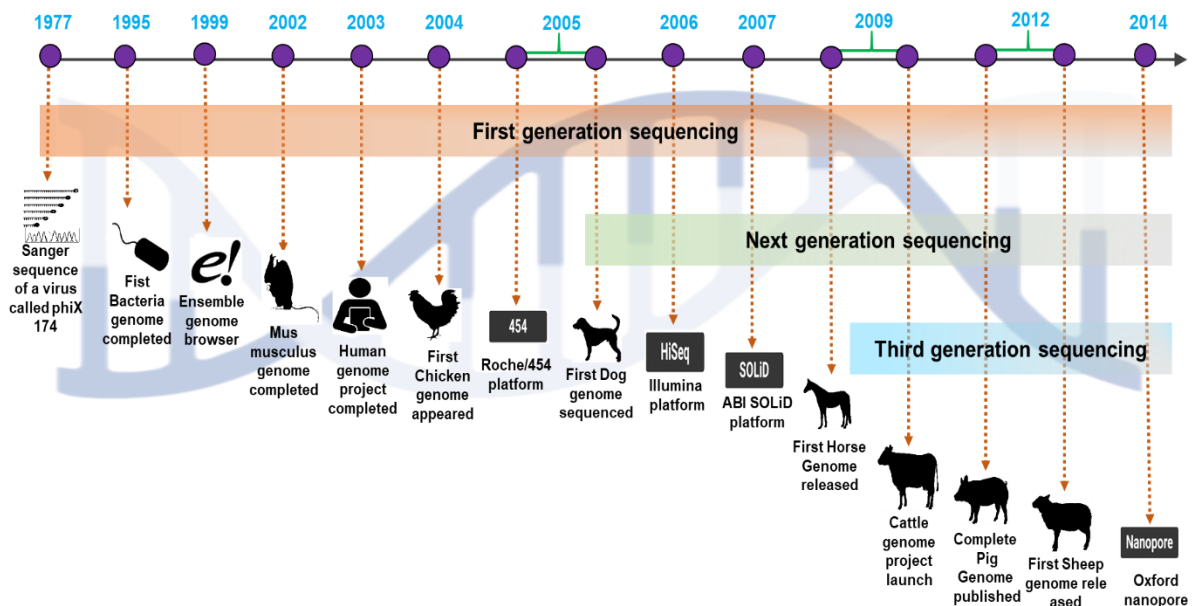 1977
1995
1999
2002
2003
2004
2005
2006
2007
2009
2012
2014
First generation sequencing
Next generation sequencing
Third generation sequencing
Sanger
sequence
of a virus
called phiX
174
Fist
Bacteria
genome
completed
e!
Ensemble
genome
browser
Mus
musculus
genome
completed
Human
genome
project
completed
First
Chicken
genome
appeared
454
Roche/454
platform
First Dog
genome
sequenced
HiSeq
Illumina
platform
SOLiD
ABI SOLiD
platform
First Horse
Genome
released
Cattle
genome
project
launch
Complete
Pig
Genome
published
First Sheep
genome rele
ased
Nanopore
Oxford
nanopore